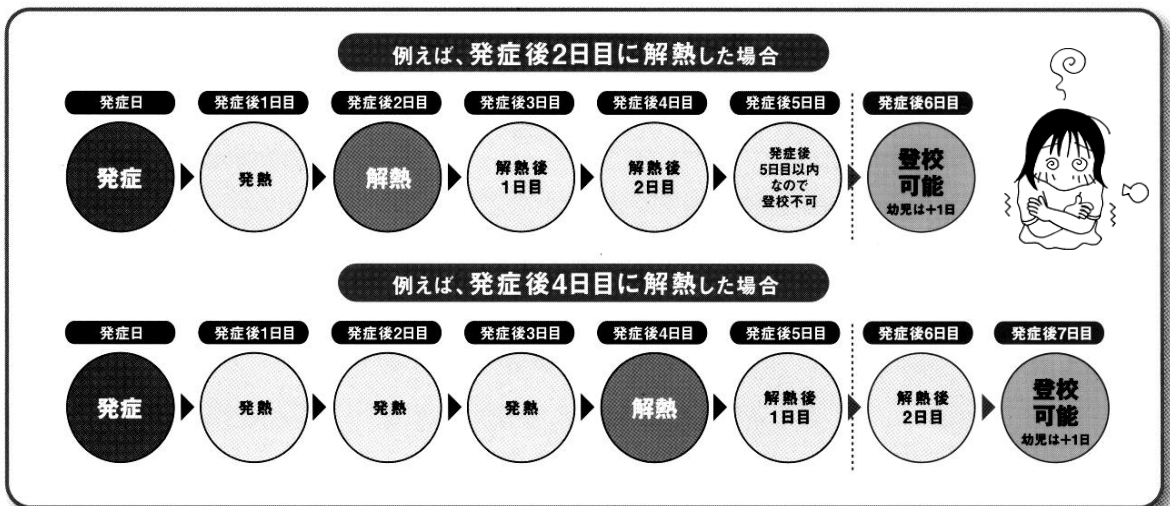 例えば、発症後2日目に解熱した場合
発症日 発症後1日目 発症後2日目 発症後3日目 発症後4日目 発症後5日目 発症後6日目
発症
発熱
解熱
解熱後
1日目
解熱後
2日目
発症後
5日目以内
なので
登校不可
登校
可能
幼児は+1日
例えば、発症後4日目に解熱した場合
発症日 発症後1日目 発症後2日目 発症後3日目 発症後4日目 発症後5日目 発症後6日目 発症後7日目
発症
発熱
発熱
発熱
解熱
解熱後
1日目
解熱後
2日目
登校
可能
幼児は+1日